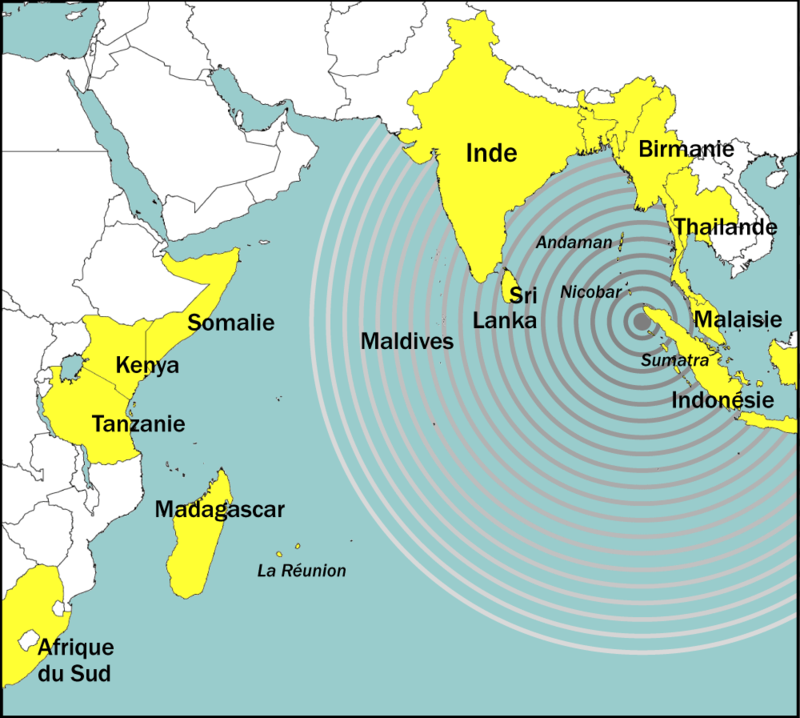 Inde
Birmanie
Thailande
Andaman
Nicobar
Sri
Lanka
Malaisie
Somalie
Maldives
Sumatra
Kenya
Indonésie
Tanzanie
Madagascar
La Réunion
Afrique
du Sud